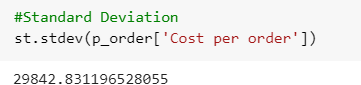 #Standard Deviation
st.stdev(p_order['Cost per order'])
29842.831196528055